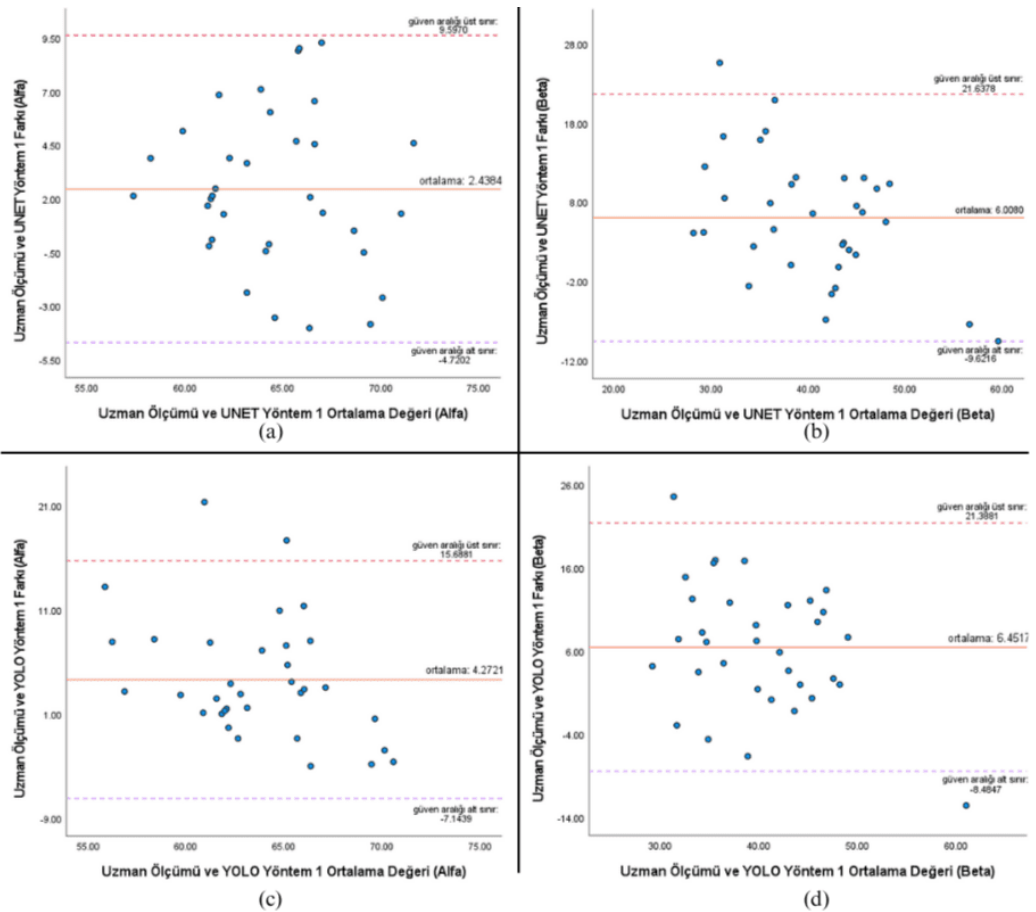 Uzman Ölçümü ve UNET Yöntem 1 Farkı (Alfa)
9.50
7.00
4.50
2.00
-.50
-3.00
-5.50
güven aralığı üst sınır:
9.5970
ortalama: 2.4384
güven aralığı alt sınır:
-4.7202
55.00 60.00 65.00 70.00 75.00
Uzman Ölçümü ve UNET Yöntem 1 Ortalama Değeri (Alfa)
(a)
Uzman Ölçümü ve UNET Yöntem 1 Farkı (Beta)
28.00
18.00
8.00
-2.00
-12.00
güven aralığı üst sınır:
21.6378
ortalama: 6.0080
güven aralığı alt sınır:
-9.6216
20.00 30.00 40.00 50.00 60.00
Uzman Ölçümü ve UNET Yöntem 1 Ortalama Değeri (Beta)
(b)
Uzman Ölçümü ve YOLO Yöntem 1 Farkı (Alfa)
21.00
11.00
1.00
-9.00
güven aralığı üst sınır:
15.6881
ortalama: 4.2721
güven aralığı alt sınır:
-7.1439
55.00 60.00 65.00 70.00 75.00
Uzman Ölçümü ve YOLO Yöntem 1 Ortalama Değeri (Alfa)
(c)
Uzman Ölçümü ve YOLO Yöntem 1 Farkı (Beta)
26.00
16.00
6.00
-4.00
-14.00
güven aralığı üst sınır:
21.3881
ortalama: 6.4517
güven aralığı alt sınır:
-8.4847
30.00 40.00 50.00 60.00
Uzman Ölçümü ve YOLO Yöntem 1 Ortalama Değeri (Beta)
(d)